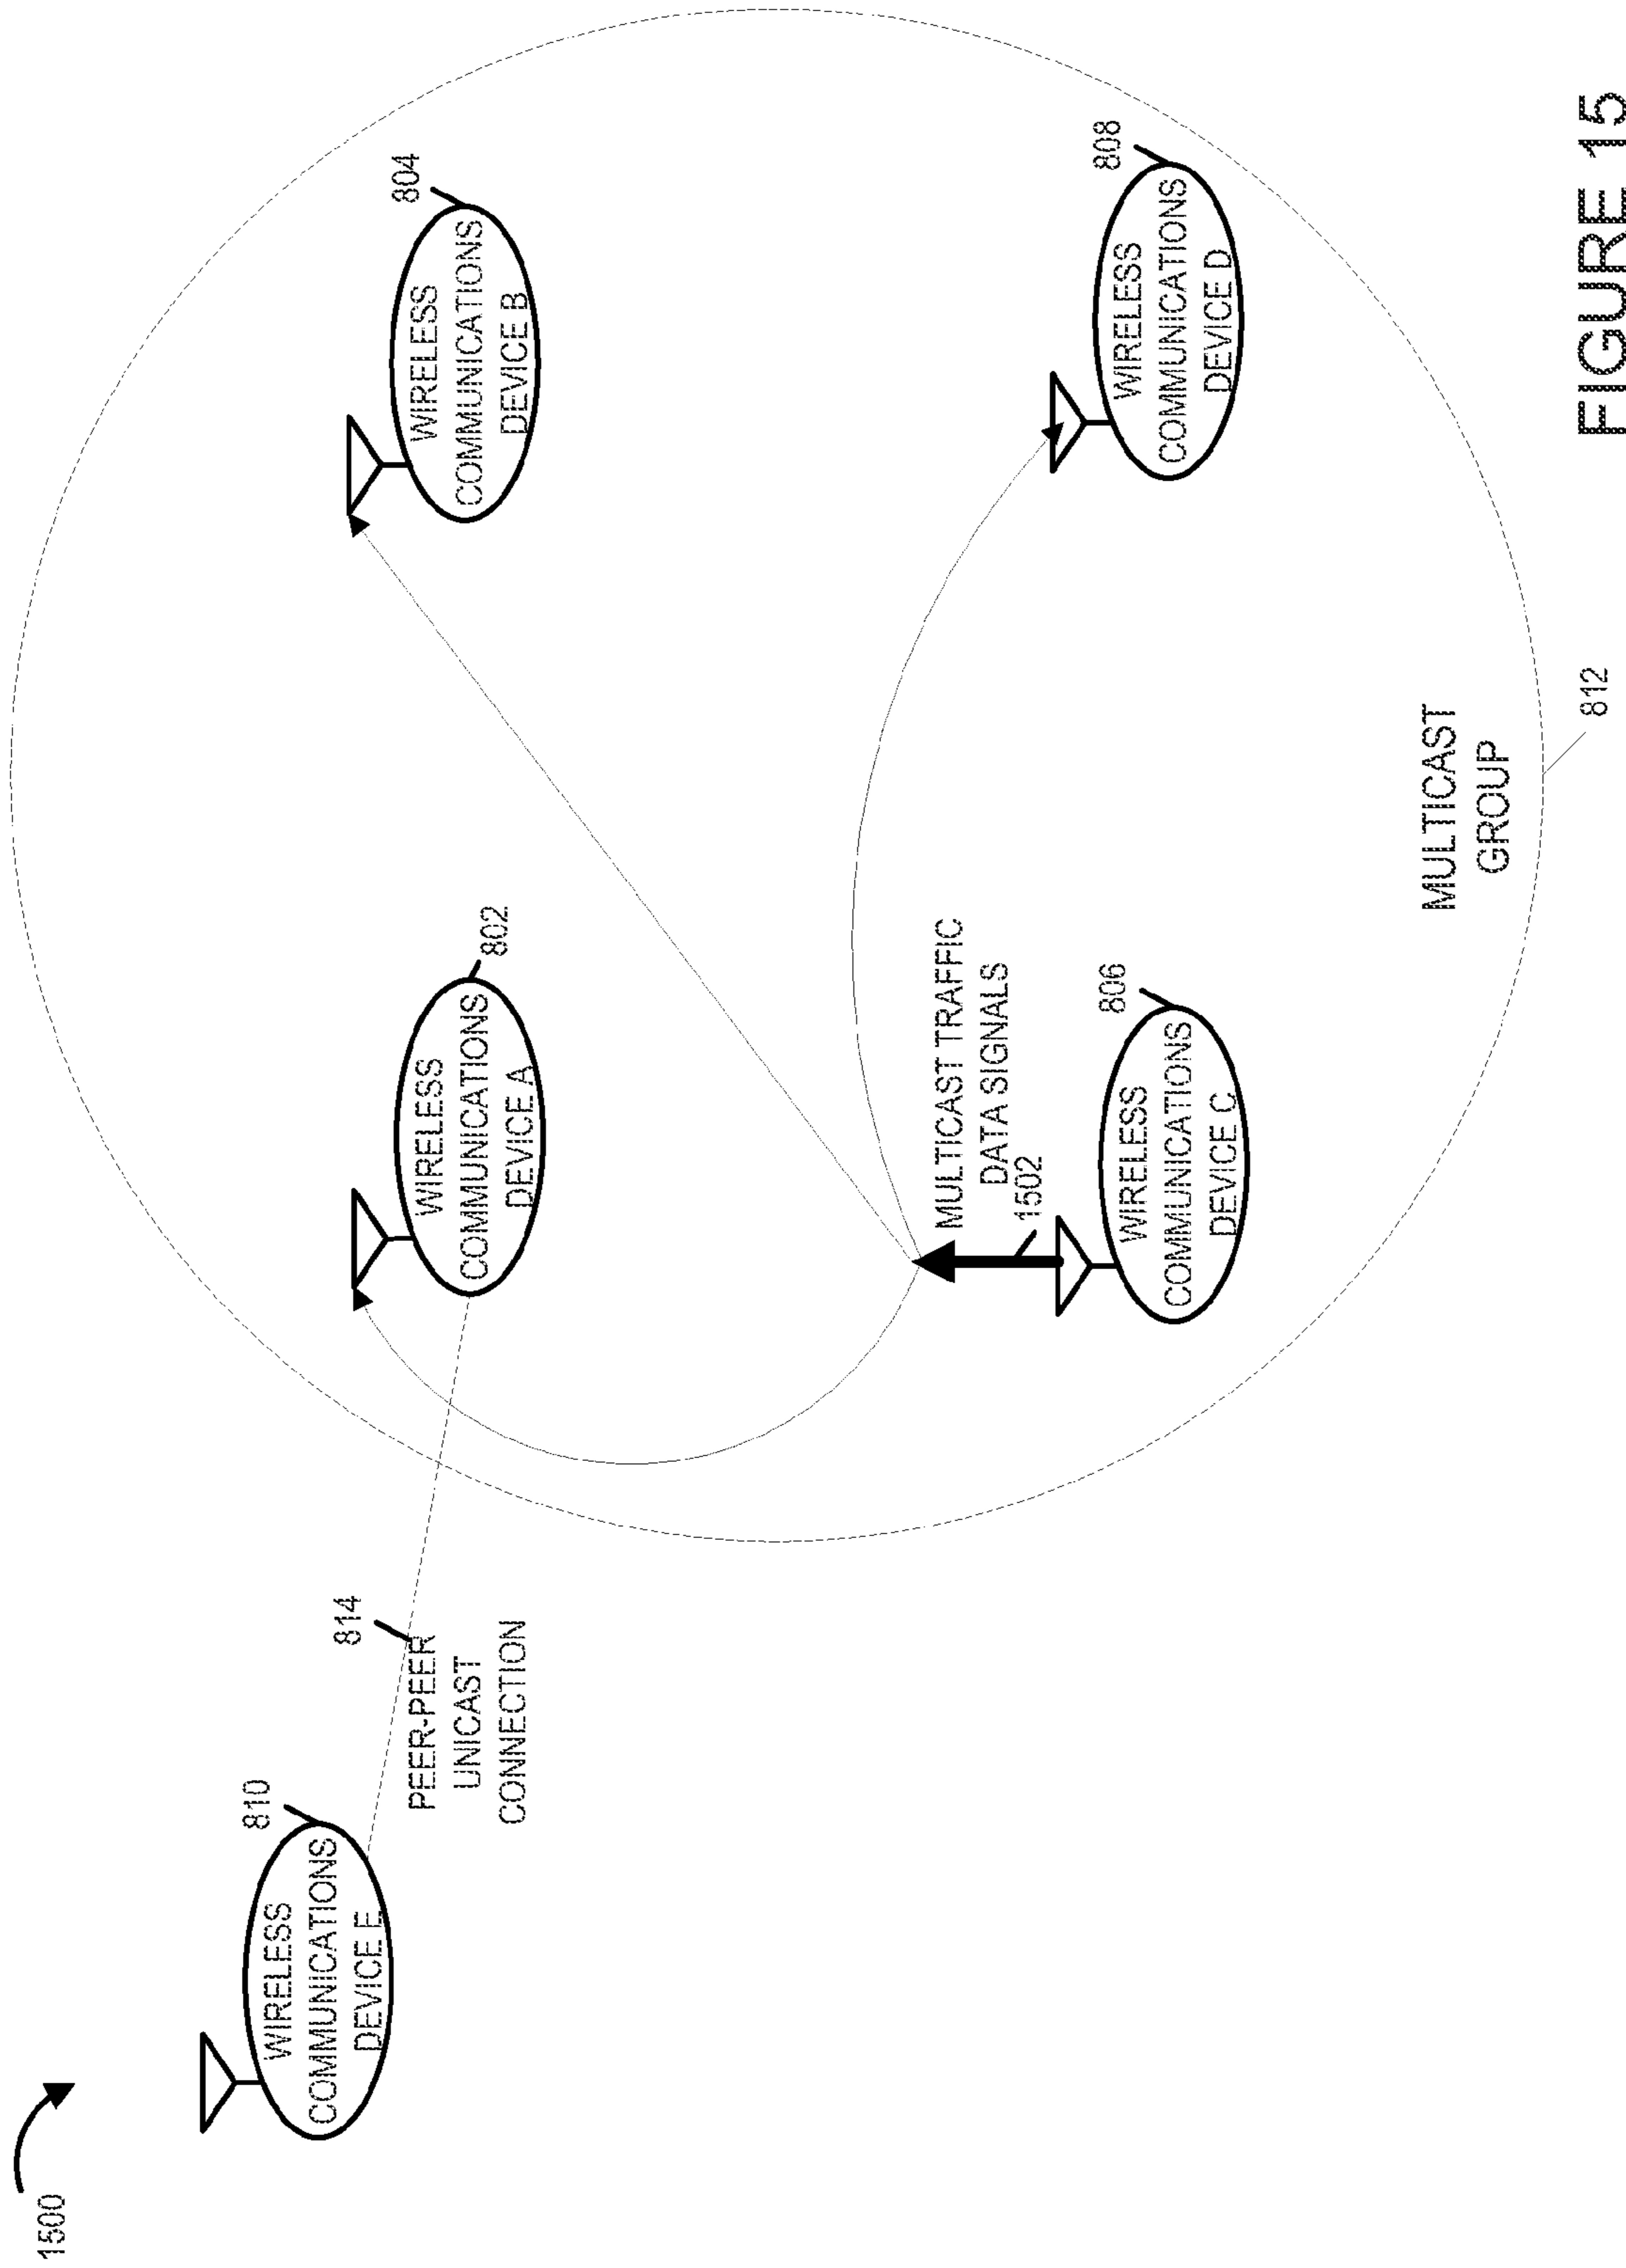 1500
810
WIRELESS
COMMUNICATIONS
DEVICE E
814
PEER-PEER
UNICAST
CONNECTION
802
WIRELESS
COMMUNICATIONS
DEVICE A
804
WIRELESS
COMMUNICATIONS
DEVICE B
MULTICAST TRAFFIC
DATA SIGNALS
1502
806
WIRELESS
COMMUNICATIONS
DEVICE C
808
WIRELESS
COMMUNICATIONS
DEVICE D
MULTICAST
GROUP
812
FIGURE 15